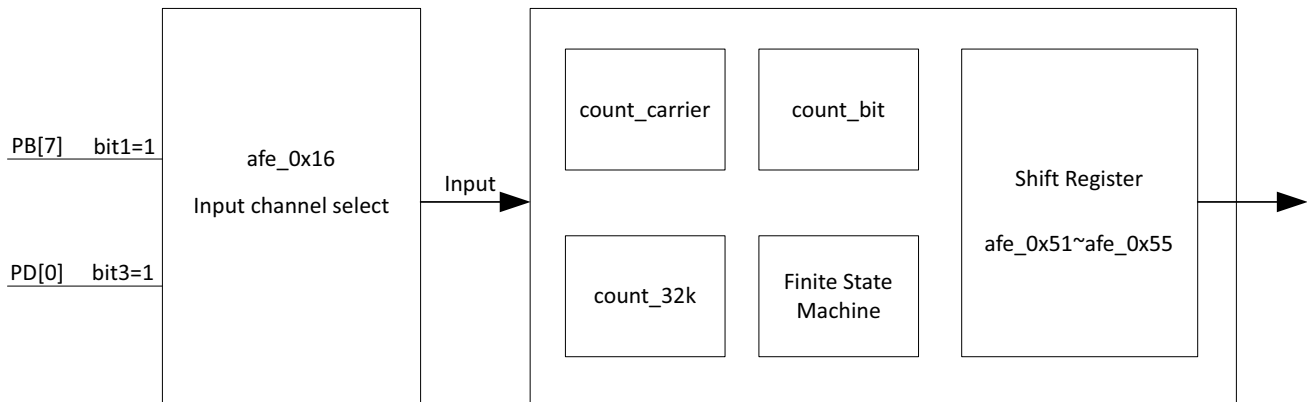 PB[7] bit1=1
PD[0] bit3=1
afe_0x16
Input channel select
Input
count_carrier
count_bit
count_32k
Finite State
Machine
Shift Register
afe_0x51~afe_0x55